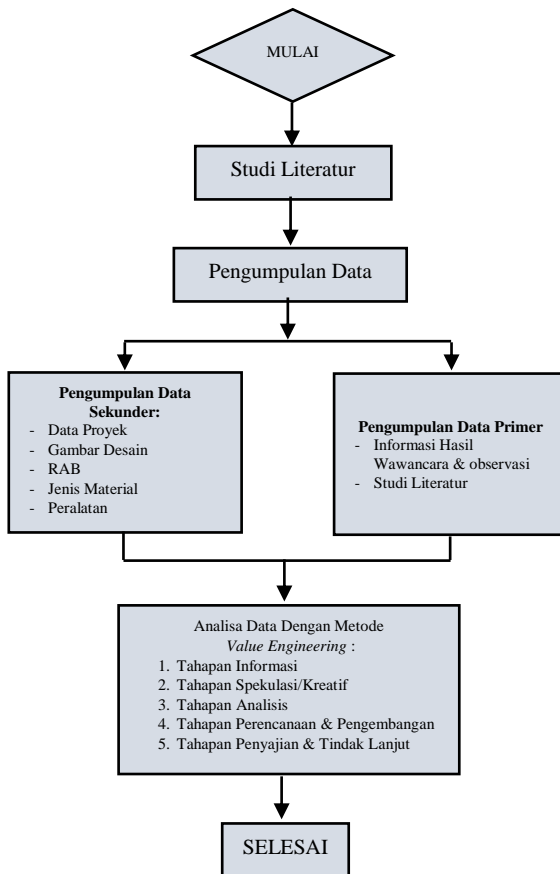 MULAI
Studi Literatur
Pengumpulan Data
Pengumpulan Data
Sekunder:
- Data Proyek
- Gambar Desain
- RAB
- Jenis Material
- Peralatan
Pengumpulan Data Primer
- Informasi Hasil
Wawancara & observasi
- Studi Literatur
Analisa Data Dengan Metode
Value Engineering :
1. Tahapan Informasi
2. Tahapan Spekulasi/Kreatif
3. Tahapan Analisis
4. Tahapan Perencanaan & Pengembangan
5. Tahapan Penyajian & Tindak Lanjut
SELESAI